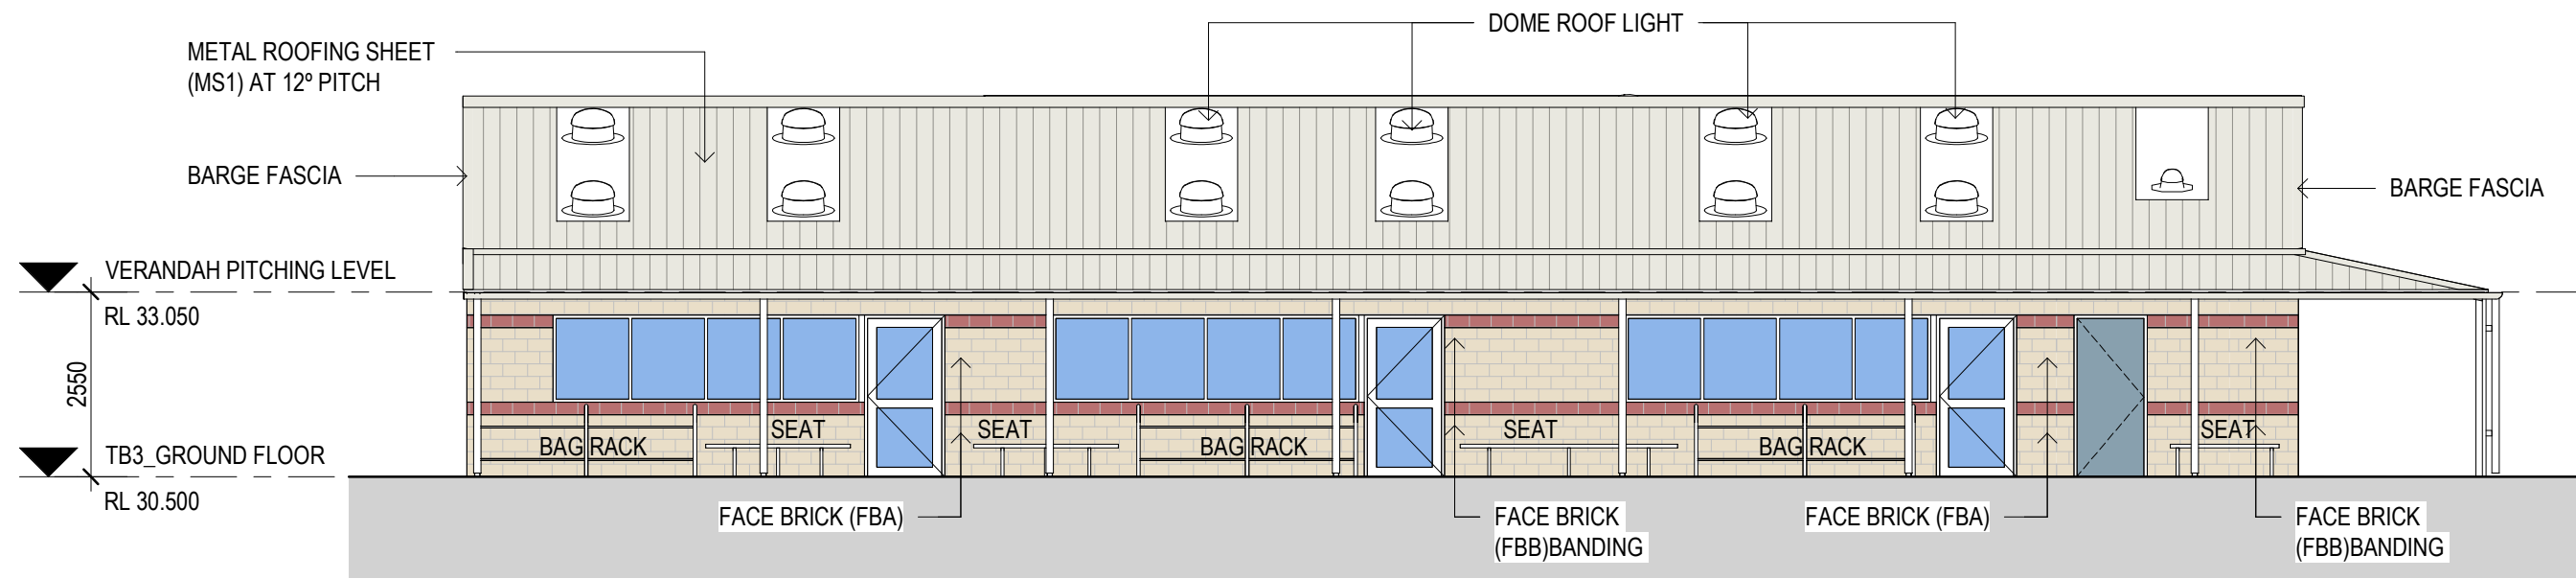 DOME ROOF LIGHT
METAL ROOFING SHEET
(MS1) AT 12º PITCH
BARGE FASCIA
BARGE FASCIA
VERANDAH PITCHING LEVEL
RL 33.050
2550
TB3_GROUND FLOOR
RL 30.500
BAG RACK
SEAT
SEAT
BAG RACK
SEAT
BAG RACK
SEAT
FACE BRICK (FBA)
FACE BRICK
(FBB)BANDING
FACE BRICK (FBA)
FACE BRICK
(FBB)BANDING